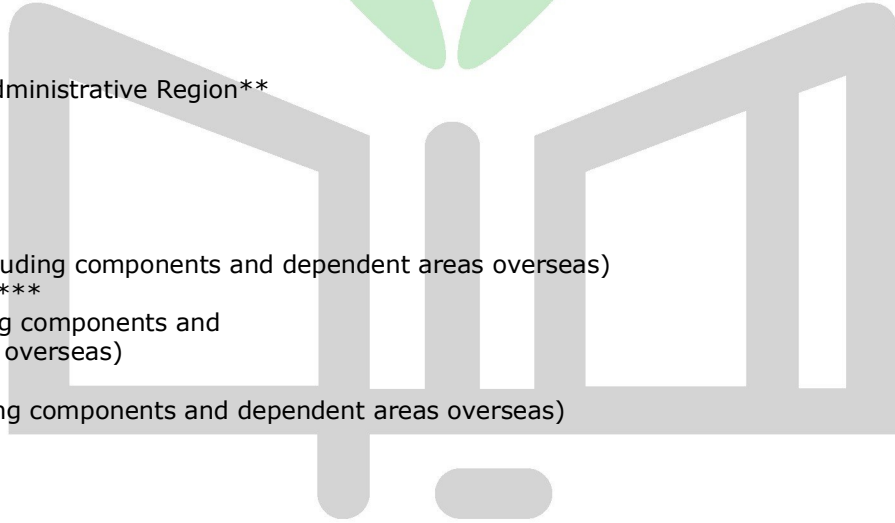 dministrative Region**
uding components and dependent areas overseas)
***
g components and
overseas)
ng components and dependent areas overseas)